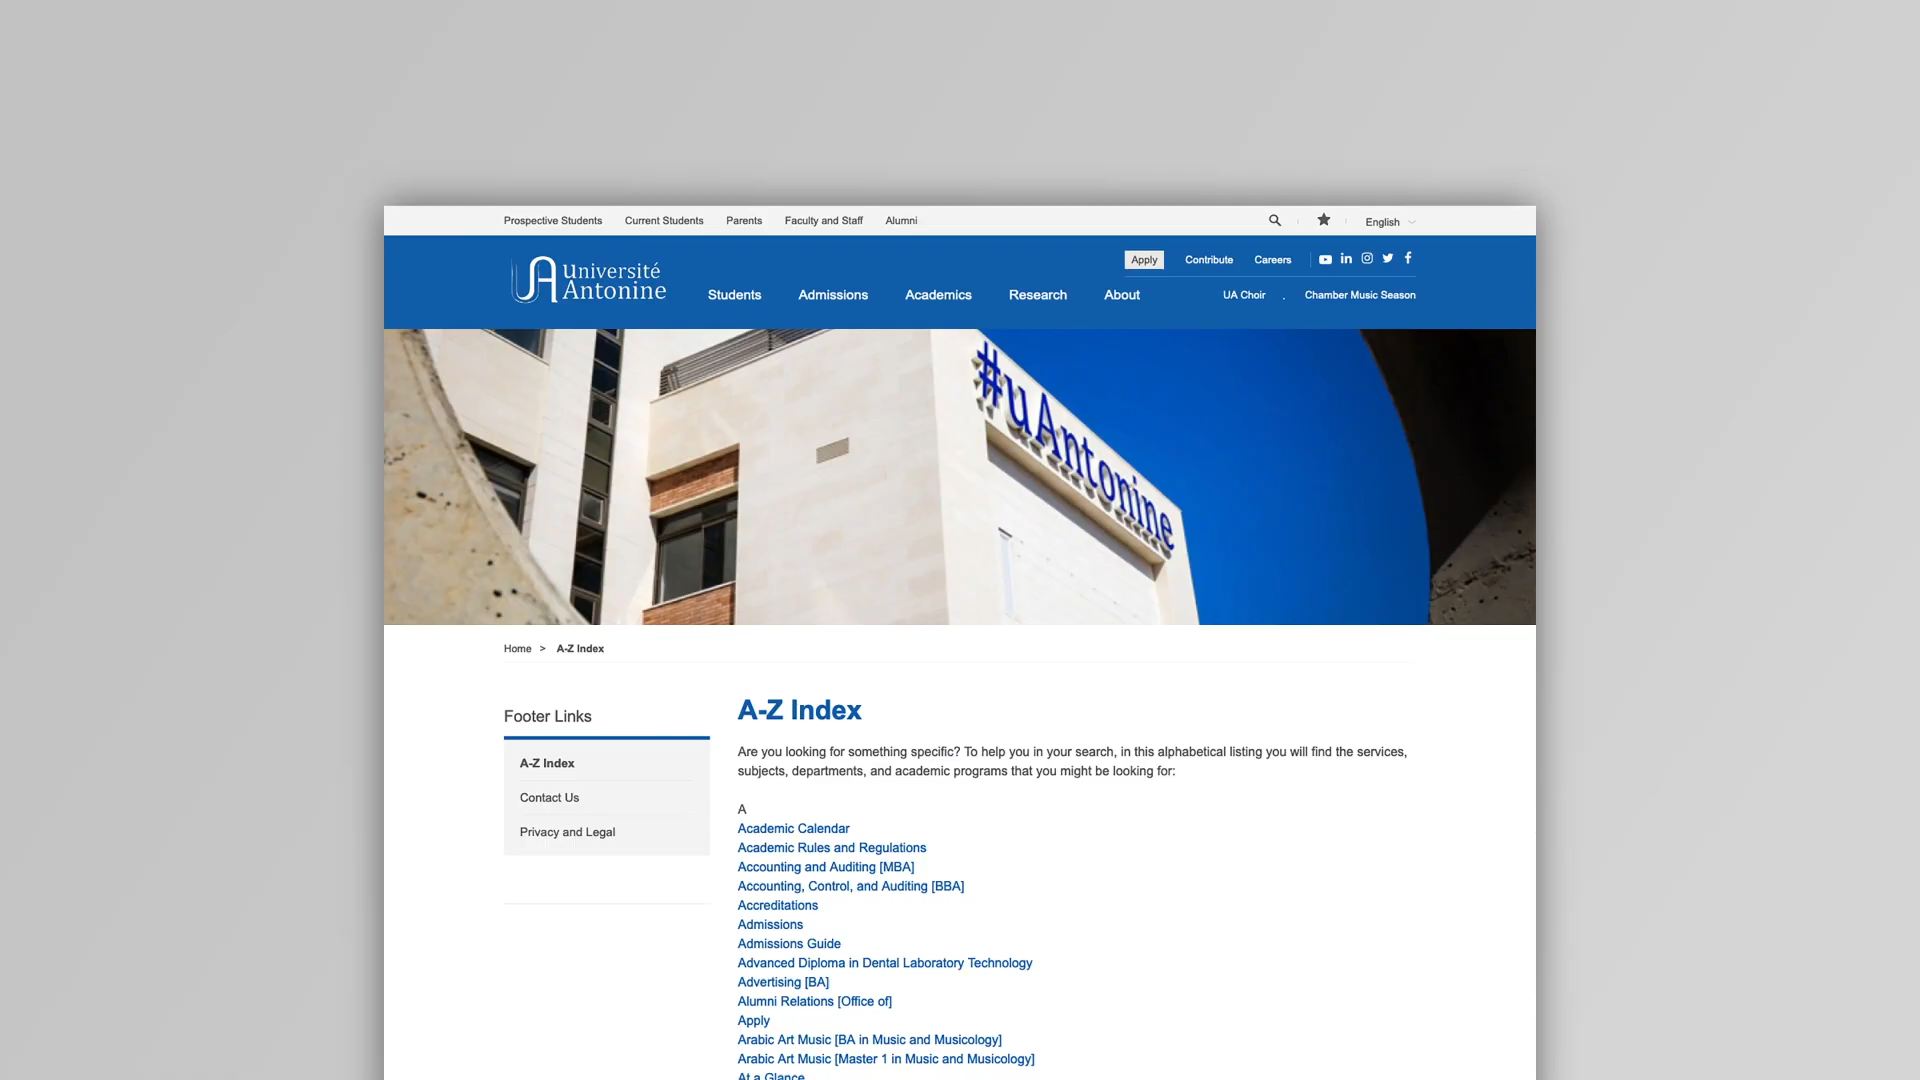 Prospective Students Current Students Parents Faculty and Staff Alumni English
Apply Contribute Careers
Université
Antonine
Students Admissions Academics Research About UA Choir . Chamber Music Season
#uAntonine
Home > A-Z Index
Footer Links
A-Z Index
Contact Us
Privacy and Legal
A-Z Index
Are you looking for something specific? To help you in your search, in this alphabetical listing you will find the services,
subjects, departments, and academic programs that you might be looking for:
A
Academic Calendar
Academic Rules and Regulations
Accounting and Auditing [MBA]
Accounting, Control, and Auditing [BBA]
Accreditations
Admissions
Admissions Guide
Advanced Diploma in Dental Laboratory Technology
Advertising [BA]
Alumni Relations [Office of]
Apply
Arabic Art Music [BA in Music and Musicology]
Arabic Art Music [Master 1 in Music and Musicology]
At a Glance